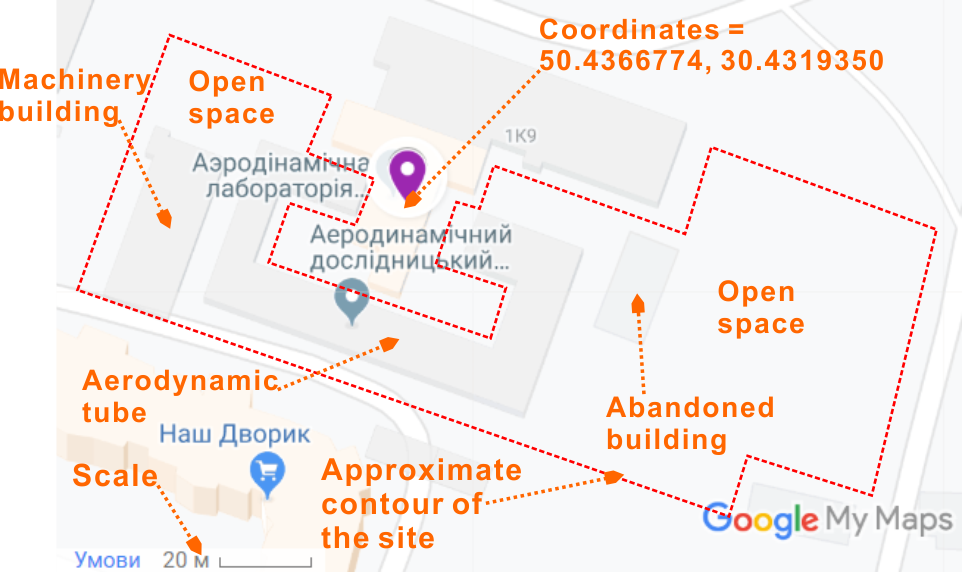 Coordinates =
50.4366774, 30.4319350
Machinery
building
Open
space
1К9
Аэродінамічна
лабораторія...
Аеродинамічний
дослідницький...
Open
space
Aerodynamic
tube
Abandoned
building
Наш Дворик
Scale
Approximate
contour of
the site
Google My Maps
Умови 20 м